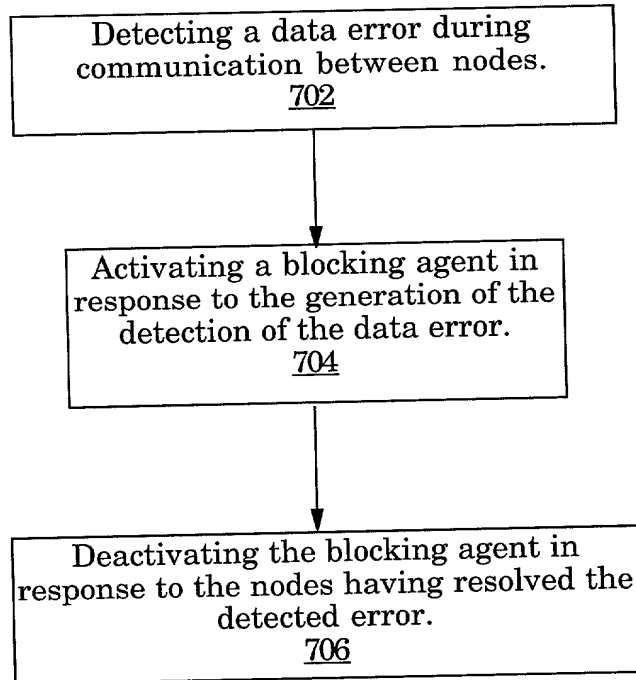 Detecting a data error during
communication between nodes.
702
Activating a blocking agent in
response to the generation of the
detection of the data error.
704
Deactivating the blocking agent in
response to the nodes having resolved the
detected error.
706